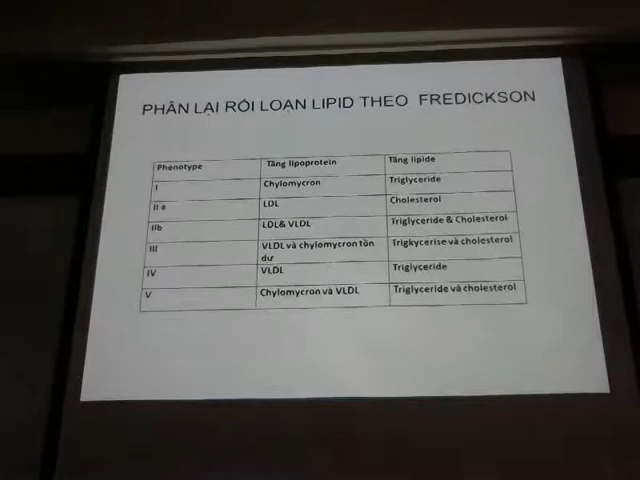 PHÂN LẠI RỐI LOẠN LIPID THEO FREDICKSON
Phenotype Tăng lipoprotein Tăng lipide
I Chylomycron Triglyceride
II a LDL Cholesterol
IIb LDL& VLDL Triglyceride & Cholesterol
III VLDL và chylomycron tồn Trigkycerise và cholesterol
dư
IV VLDL Triglyceride
V Chylomycron và VLDL Triglyceride và cholesterol